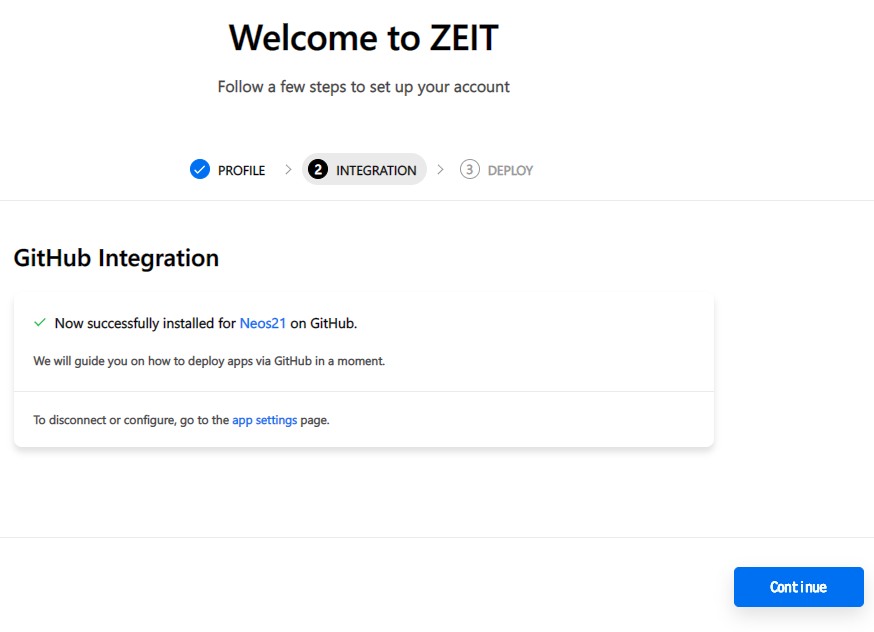 Welcome to ZEIT
Follow a few steps to set up your account
PROFILE
2 INTEGRATION
3 DEPLOY
GitHub Integration
Now successfully installed for Neos21 on GitHub.
We will guide you on how to deploy apps via GitHub in a moment.
To disconnect or configure, go to the app settings page.
Continue